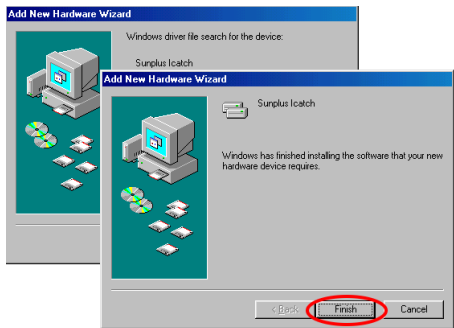 Add New Hardware Wizard
Windows driver file search for the device:
Sunplus Icatch
Add New Hardware Wizard
Sunplus Icatch
Windows has finished installing the software that your new
hardware device requires.
< Back
Finish
Cancel